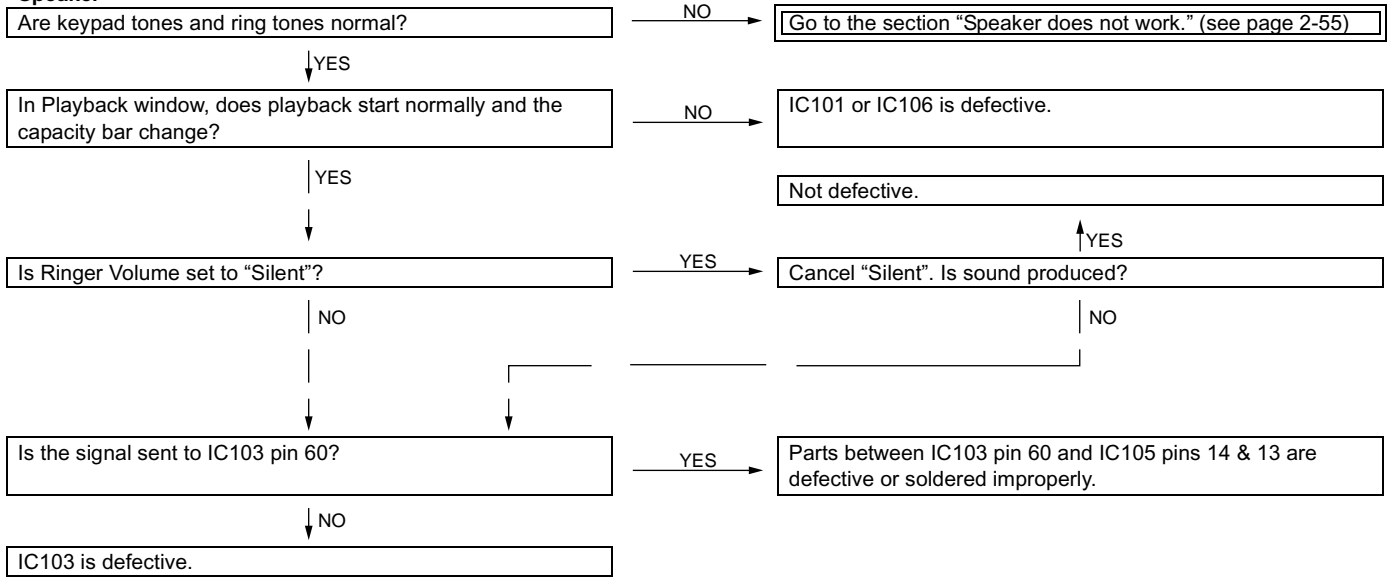 Speaker
Are keypad tones and ring tones normal?
NO
Go to the section “Speaker does not work.” (see page 2-55)
YES
In Playback window, does playback start normally and the
capacity bar change?
NO
IC101 or IC106 is defective.
YES
Not defective.
YES
Is Ringer Volume set to “Silent”?
YES
Cancel “Silent”. Is sound produced?
NO
NO
Is the signal sent to IC103 pin 60?
YES
Parts between IC103 pin 60 and IC105 pins 14 & 13 are
defective or soldered improperly.
NO
IC103 is defective.